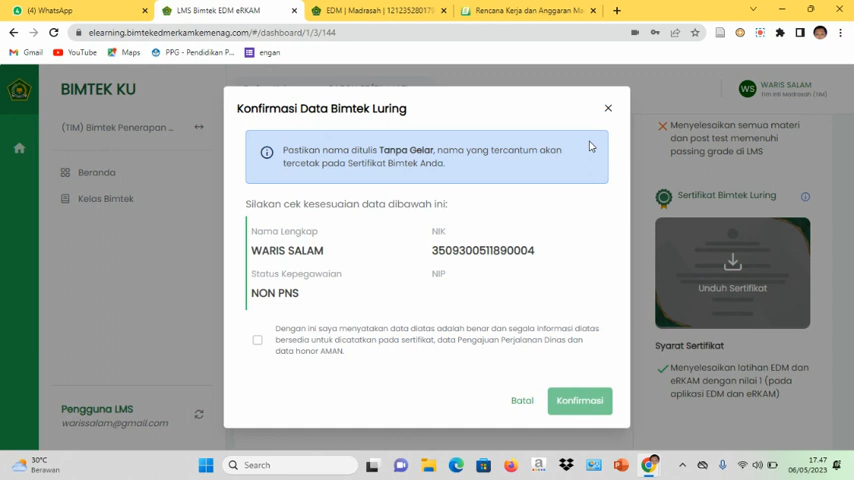 (4) WhatsApp
LMS Bimtek EDM eRKAM
EDM | Madrasah | 1212352801
Rencana Kerja dan Anggaran Ma
elearning.bimtekedmerkamkemenag.com/#/dashboard/1/3/144
Gmail
YouTube
Maps
PPG - Pendidikan P...
engan
BIMTEK KU
WS
WARIS SALAM
Tim Inti Madrasah (TIM)
(TIM) Bimtek Penerapan ...
Beranda
Kelas Bimtek
Konfirmasi Data Bimtek Luring
Pastikan nama ditulis Tanpa Gelar, nama yang tercantum akan
tercetak pada Sertifikat Bimtek Anda.
Silakan cek kesesuaian data dibawah ini:
Nama Lengkap
NIK
WARIS SALAM
3509300511890004
Status Kepegawaian
NIP
NON PNS
Dengan ini saya menyatakan data diatas adalah benar dan segala informasi diatas
bersedia untuk dicatatkan pada sertifikat, data Pengajuan Perjalanan Dinas dan
data honor AMAN.
Batal
Konfirmasi
Menyelesaikan semua materi
dan post test memenuhi
passing grade di LMS
Sertifikat Bimtek Luring
Unduh Sertifikat
Syarat Sertifikat
Menyelesaikan latihan EDM dan
eRKAM dengan nilai 1 (pada
aplikasi EDM dan eRKAM)
Pengguna LMS
warissalam@gmail.com
30°C
Berawan
Search
17.47
06/05/2023